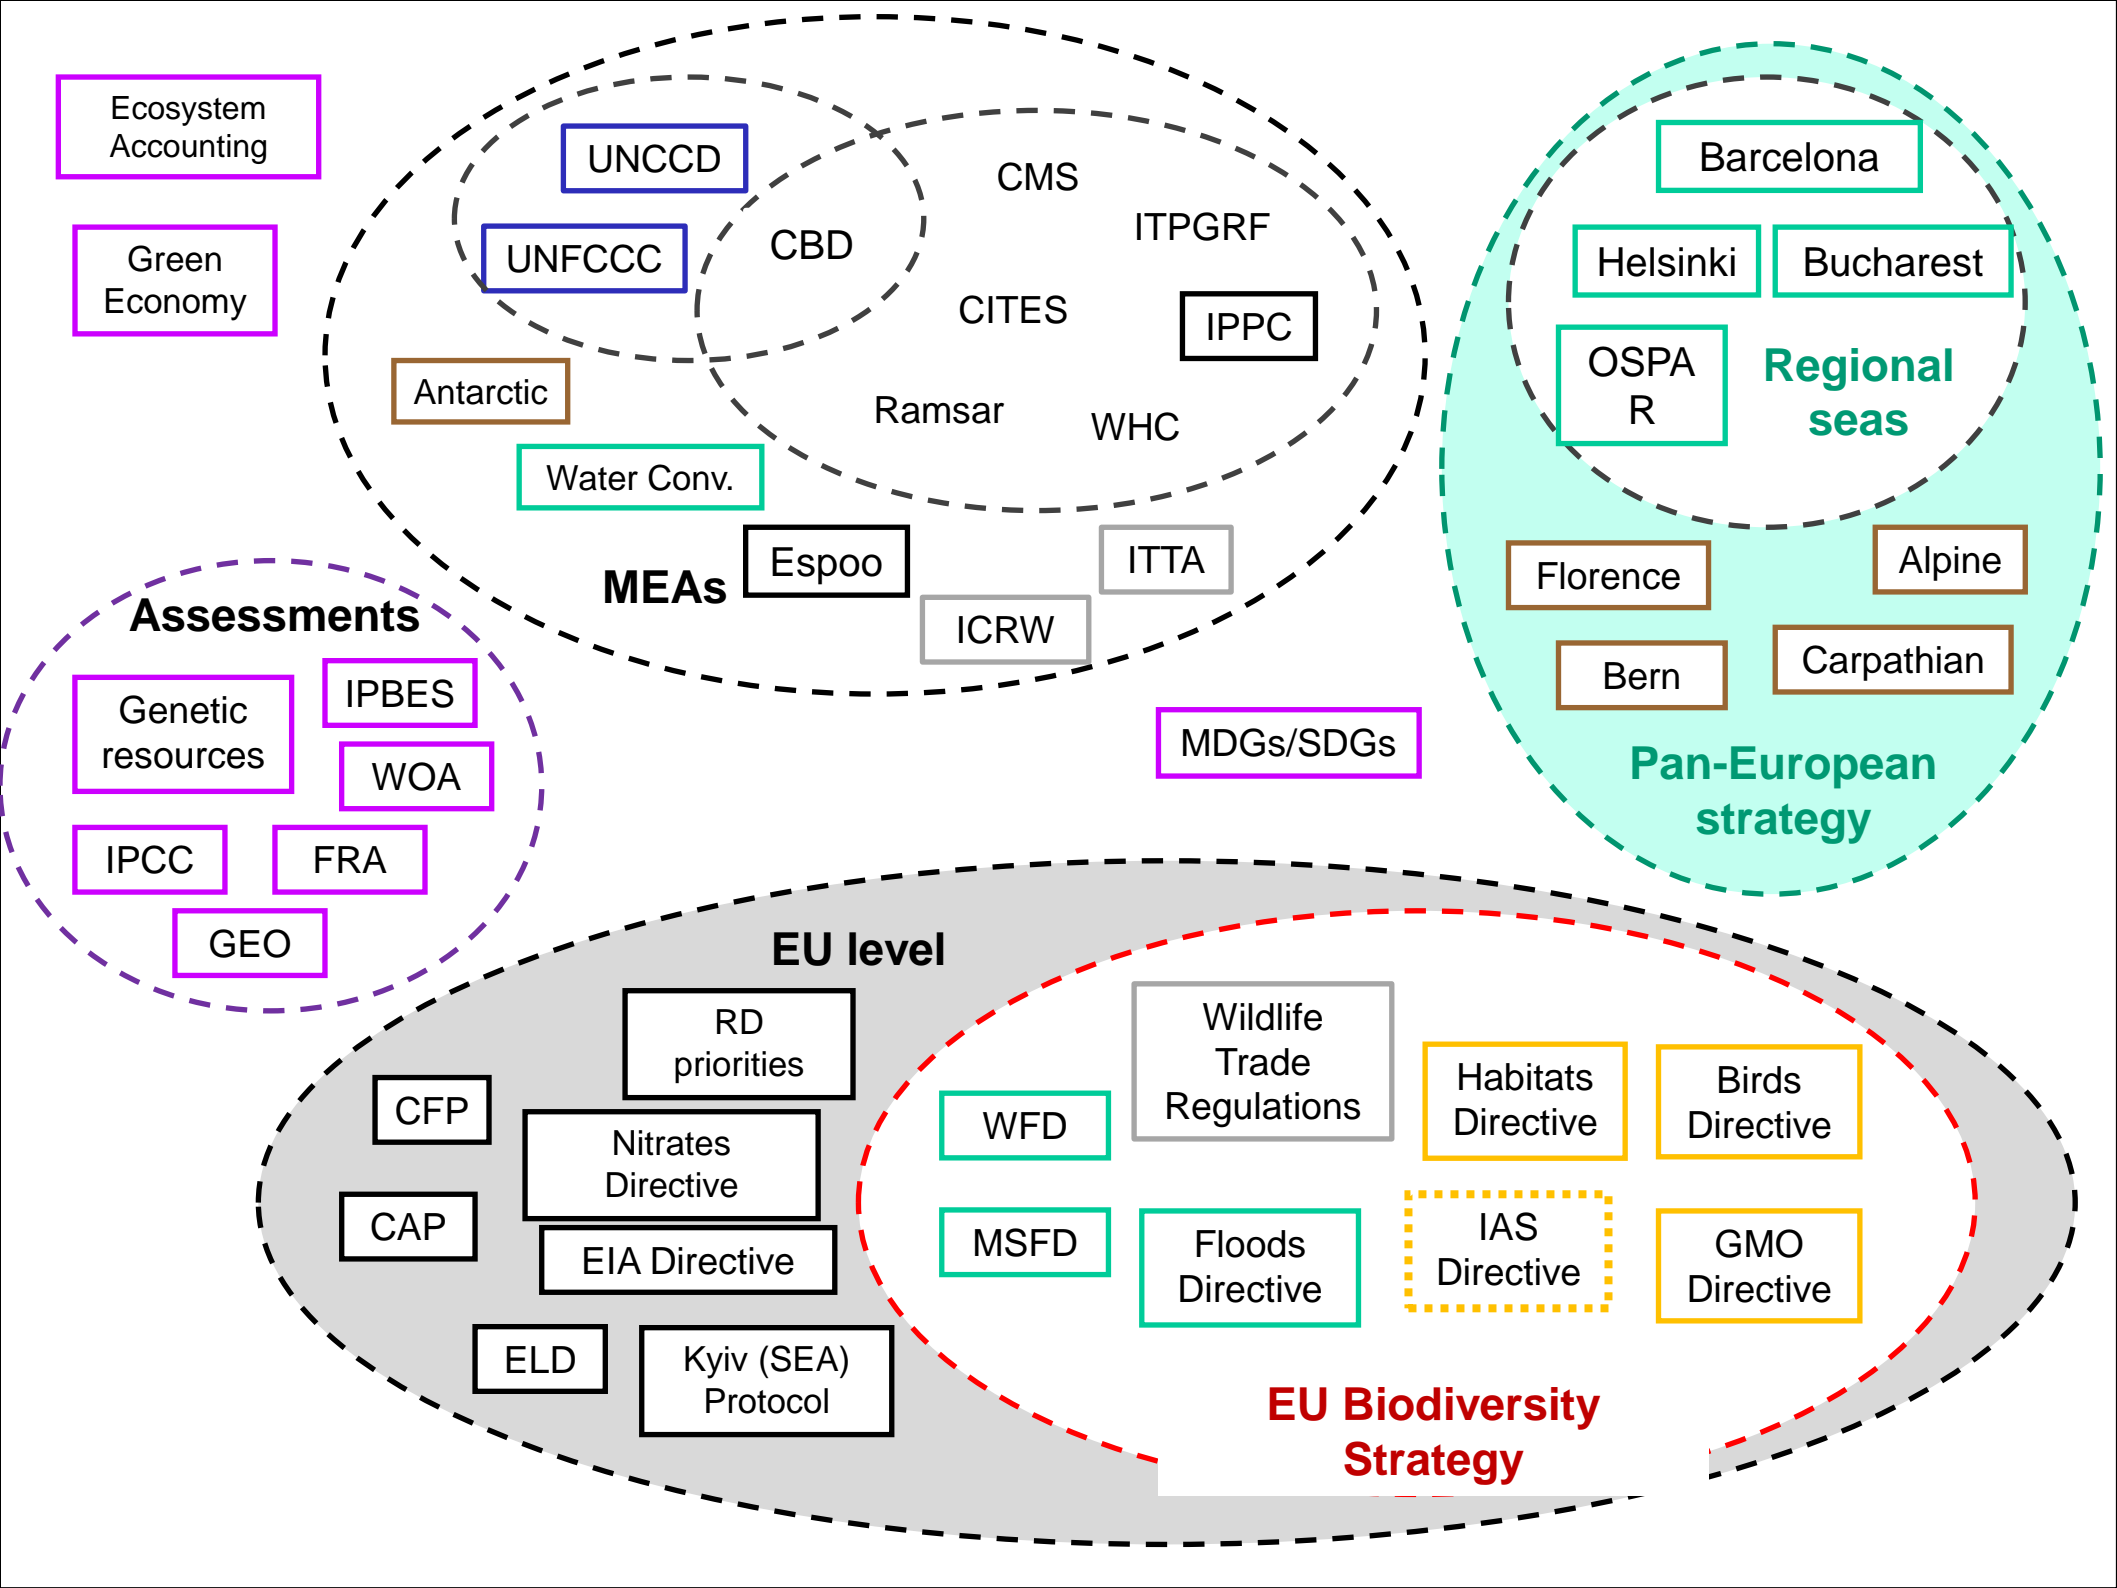 Ecosystem
Accounting
Green
Economy
UNCCD
UNFCCC
CBD
CMS
ITPGRF
CITES
IPPC
Ramsar
WHC
Antarctic
Water Conv.
MEAs
Espoo
ITTA
ICRW
Barcelona
Helsinki
Bucharest
OSPA
R
Regional
seas
Florence
Alpine
Bern
Carpathian
Pan-European
strategy
MDGs/SDGs
Assessments
Genetic
resources
IPBES
WOA
IPCC
FRA
GEO
EU level
RD
priorities
CFP
Nitrates
Directive
CAP
EIA Directive
ELD
Kyiv (SEA)
Protocol
Wildlife
Trade
Regulations
WFD
Habitats
Directive
Birds
Directive
MSFD
Floods
Directive
IAS
Directive
GMO
Directive
EU Biodiversity
Strategy